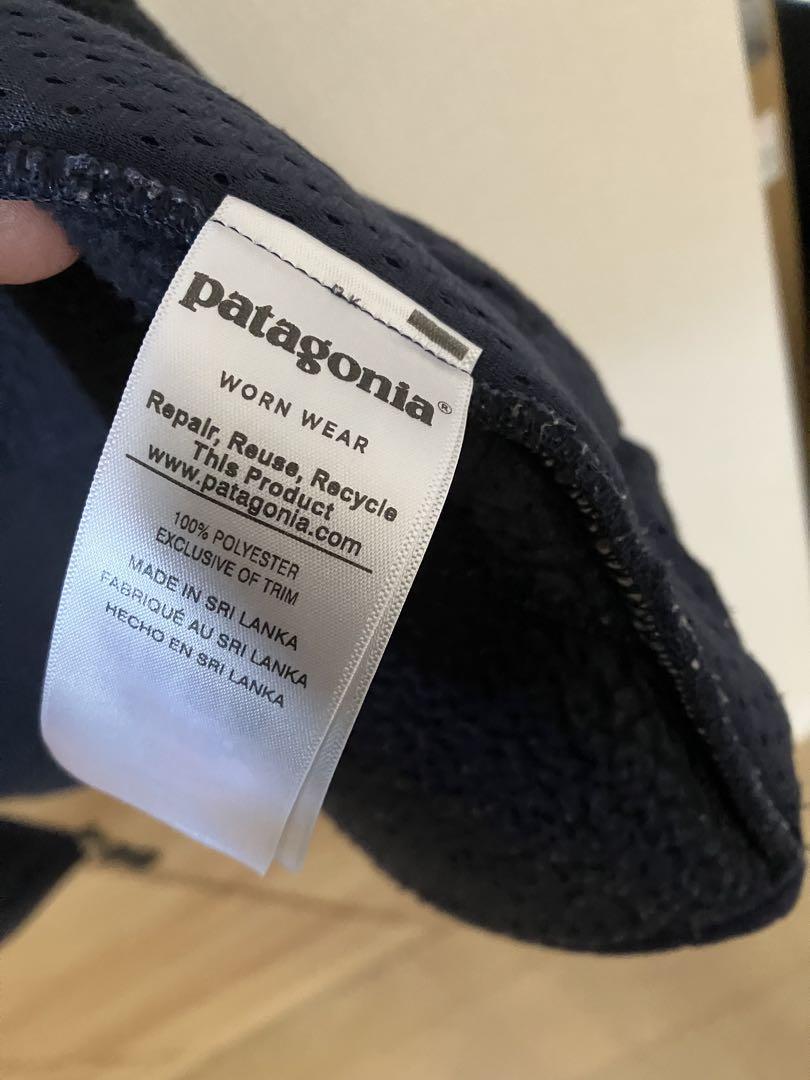 patagonia®
WORN WEAR
Repair, Reuse, Recycle
This Product
www.patagonia.com
100% POLYESTER
EXCLUSIVE OF TRIM
MADE IN SRI LANKA
FABRIQUÉ AU SRI LANKA
HECHO EN SRI LANKA